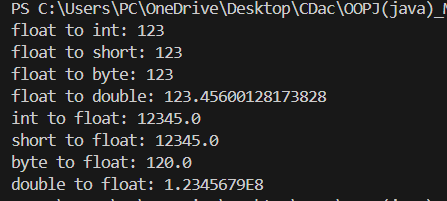 PS C:\Users\PC\OneDrive\Desktop\CDac\OOPJ(java)_
float to int: 123
float to short: 123
float to byte: 123
float to double: 123.45600128173828
int to float: 12345.0
short to float: 12345.0
byte to float: 120.0
double to float: 1.2345679E8